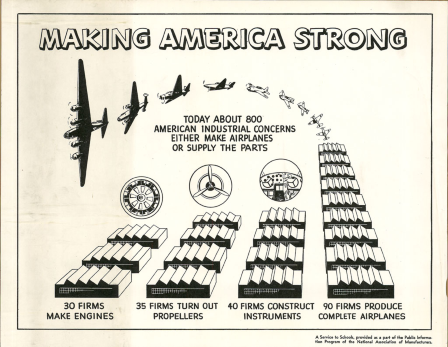 MAKING AMERICA STRONG
TODAY ABOUT 800
AMERICAN INDUSTRIAL CONCERNS
EITHER MAKE AIRPLANES
OR SUPPLY THE PARTS
30 FIRMS
MAKE ENGINES
35 FIRMS TURN OUT
PROPELLERS
40 FIRMS CONSTRUCT
INSTRUMENTS
90 FIRMS PRODUCE
COMPLETE AIRPLANES
A Service to Schools, provided as a part of the Public Informa-
tion Program of the National Association of Manufacturers.